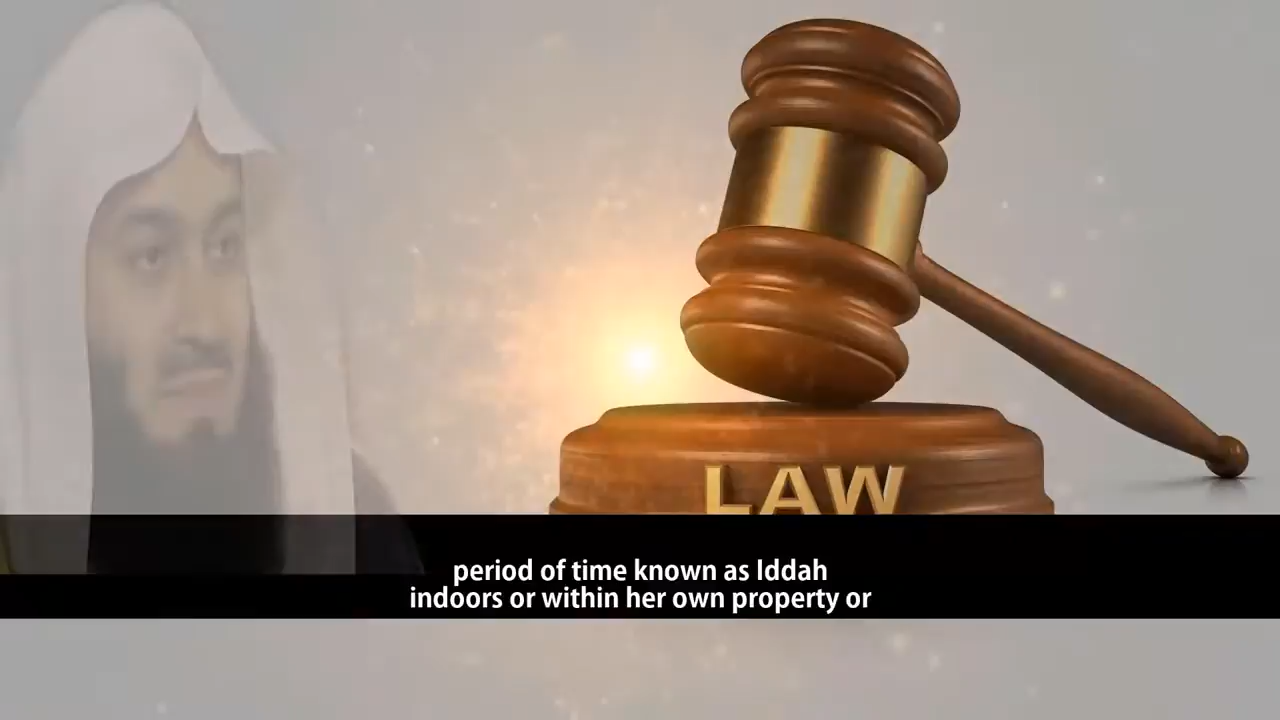 LAW
period of time known as Iddah
indoors or within her own property or